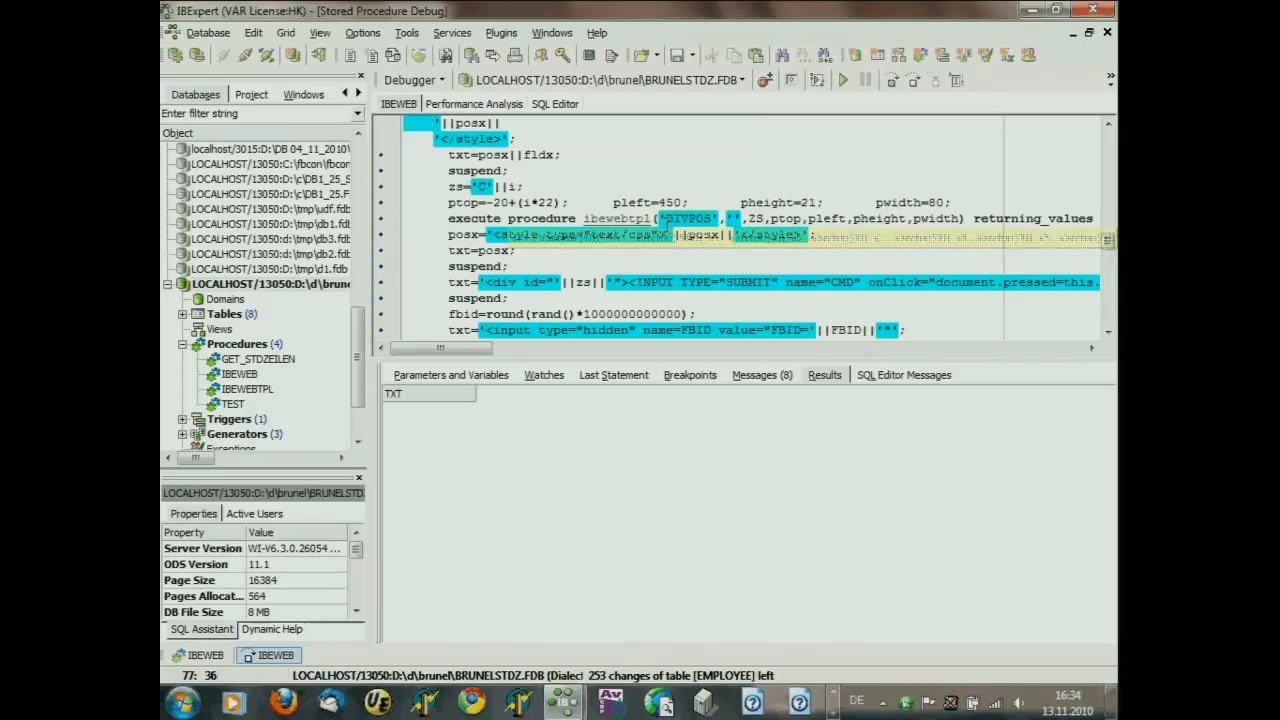 IBExpert (VAR License:HK) - [Stored Procedure Debug]
Database Edit Grid View Options Tools Services Plugins Windows Help
Debugger LOCALHOST/13050:D:\d\brunel\BRUNELSTDZ.FDB
Databases Project Windows
Enter filter string
Object
localhost/3015:D:\DB 04_11_2010\
LOCALHOST/13050:C:\fbcon\fbcon
LOCALHOST/13050:d:\c\DB1_25_S
LOCALHOST/13050:d:\c\DB1_25.F
LOCALHOST/13050:d:\tmp\udf.fdb
LOCALHOST/13050:d:\tmp\db1.fdb
LOCALHOST/13050:d:\tmp\db3.fdb
LOCALHOST/13050:d:\tmp\db2.fdb
LOCALHOST/13050:d:\tmp\d1.fdb
LOCALHOST/13050:D:\d\brune
Domains
Tables (8)
Views
Procedures (4)
GET_STDZEILEN
IBEWEB
IBEWEBTPL
TEST
Triggers (1)
Generators (3)
Exceptions
IBEWEB Performance Analysis SQL Editor
'||posx||
'</style>';
txt=posx||fldx;
suspend;
zs='C'||i;
ptop=-20+(i*22); pleft=450; pheight=21; pwidth=80;
execute procedure ibewebtpl('DIVPOS','',ZS,ptop,pleft,pheight,pwidth) returning_values
posx='<style type="text/css">'||posx||'</style>';
txt=posx;
suspend;
txt='<div id="'||zs||'"><INPUT TYPE="SUBMIT" name="CMD" onClick="document.pressed=this.
suspend;
fbid=round(rand()*1000000000000);
txt='<input type="hidden" name=FBID value="FBID='||FBID||'"';
Parameters and Variables Watches Last Statement Breakpoints Messages (8) Results SQL Editor Messages
TXT
LOCALHOST/13050:D:\d\brunel\BRUNELSTD
Properties Active Users
Property Value
Server Version WI-V6.3.0.26054 ...
ODS Version 11.1
Page Size 16384
Pages Allocat... 564
DB File Size 8 MB
SQL Assistant Dynamic Help
IBEWEB IBEWEB
77: 36 LOCALHOST/13050:D:\d\brunel\BRUNELSTDZ.FDB (Dialect 253 changes of table [EMPLOYEE] left
DE 16:34
13.11.2010